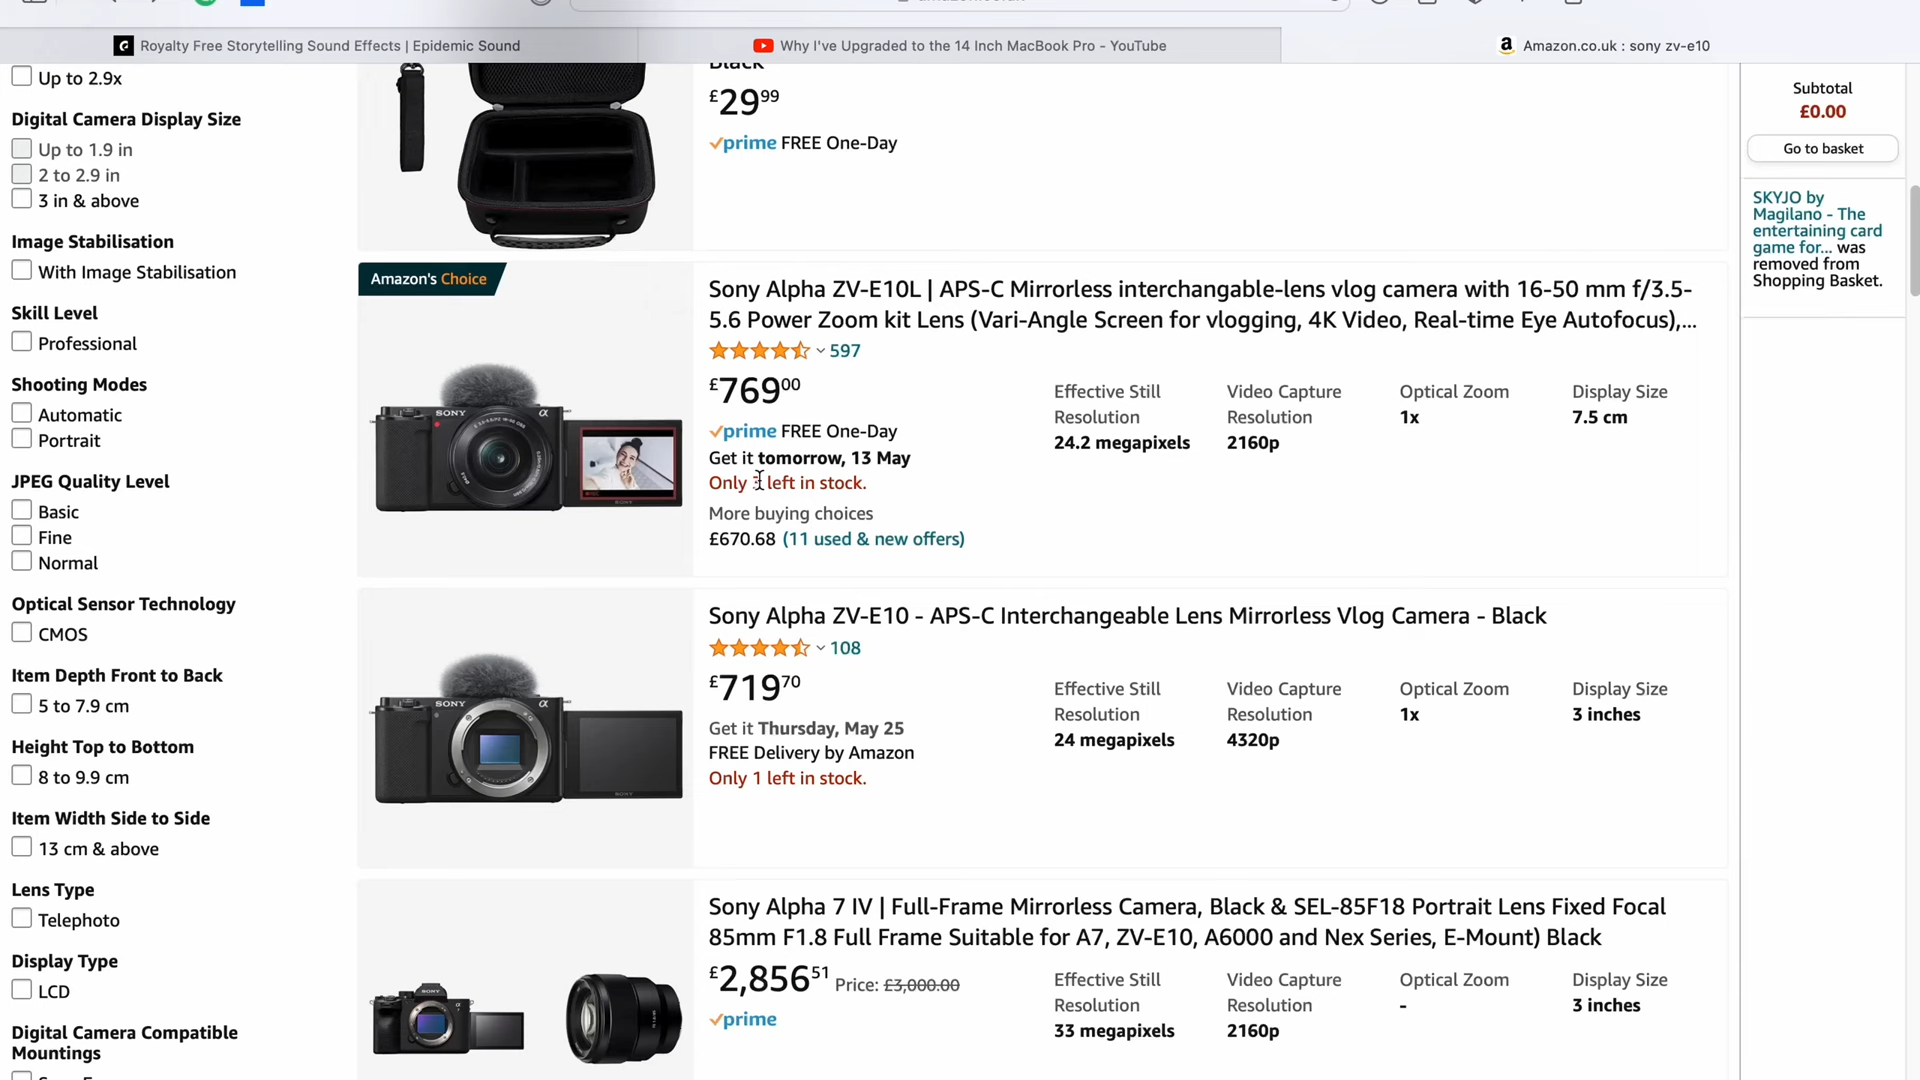 Royalty Free Storytelling Sound Effects | Epidemic Sound
Why I've Upgraded to the 14 Inch MacBook Pro - YouTube
Amazon.co.uk : sony zv-e10
Up to 2.9x
Digital Camera Display Size
Up to 1.9 in
2 to 2.9 in
3 in & above
Image Stabilisation
With Image Stabilisation
Skill Level
Professional
Shooting Modes
Automatic
Portrait
JPEG Quality Level
Basic
Fine
Normal
Optical Sensor Technology
CMOS
Item Depth Front to Back
5 to 7.9 cm
Height Top to Bottom
8 to 9.9 cm
Item Width Side to Side
13 cm & above
Lens Type
Telephoto
Display Type
LCD
Digital Camera Compatible
Mountings
Black
£2999
prime FREE One-Day
Amazon's Choice
SONY α
SONY
Sony Alpha ZV-E10L | APS-C Mirrorless interchangable-lens vlog camera with 16-50 mm f/3.5-
5.6 Power Zoom kit Lens (Vari-Angle Screen for vlogging, 4K Video, Real-time Eye Autofocus),...
597
£76900
prime FREE One-Day
Get it tomorrow, 13 May
Only left in stock.
More buying choices
£670.68 (11 used & new offers)
Effective Still
Resolution
24.2 megapixels
Video Capture
Resolution
2160p
Optical Zoom
1x
Display Size
7.5 cm
SONY α
SONY
Sony Alpha ZV-E10 - APS-C Interchangeable Lens Mirrorless Vlog Camera - Black
108
£71970
Get it Thursday, May 25
FREE Delivery by Amazon
Only 1 left in stock.
Effective Still
Resolution
24 megapixels
Video Capture
Resolution
4320p
Optical Zoom
1x
Display Size
3 inches
SONY
Sony Alpha 7 IV | Full-Frame Mirrorless Camera, Black & SEL-85F18 Portrait Lens Fixed Focal
85mm F1.8 Full Frame Suitable for A7, ZV-E10, A6000 and Nex Series, E-Mount) Black
£2,85651 Price: £3,000.00
prime
Effective Still
Resolution
33 megapixels
Video Capture
Resolution
2160p
Optical Zoom
-
Display Size
3 inches
Subtotal
£0.00
Go to basket
SKYJO by
Magilano - The
entertaining card
game for... was
removed from
Shopping Basket.